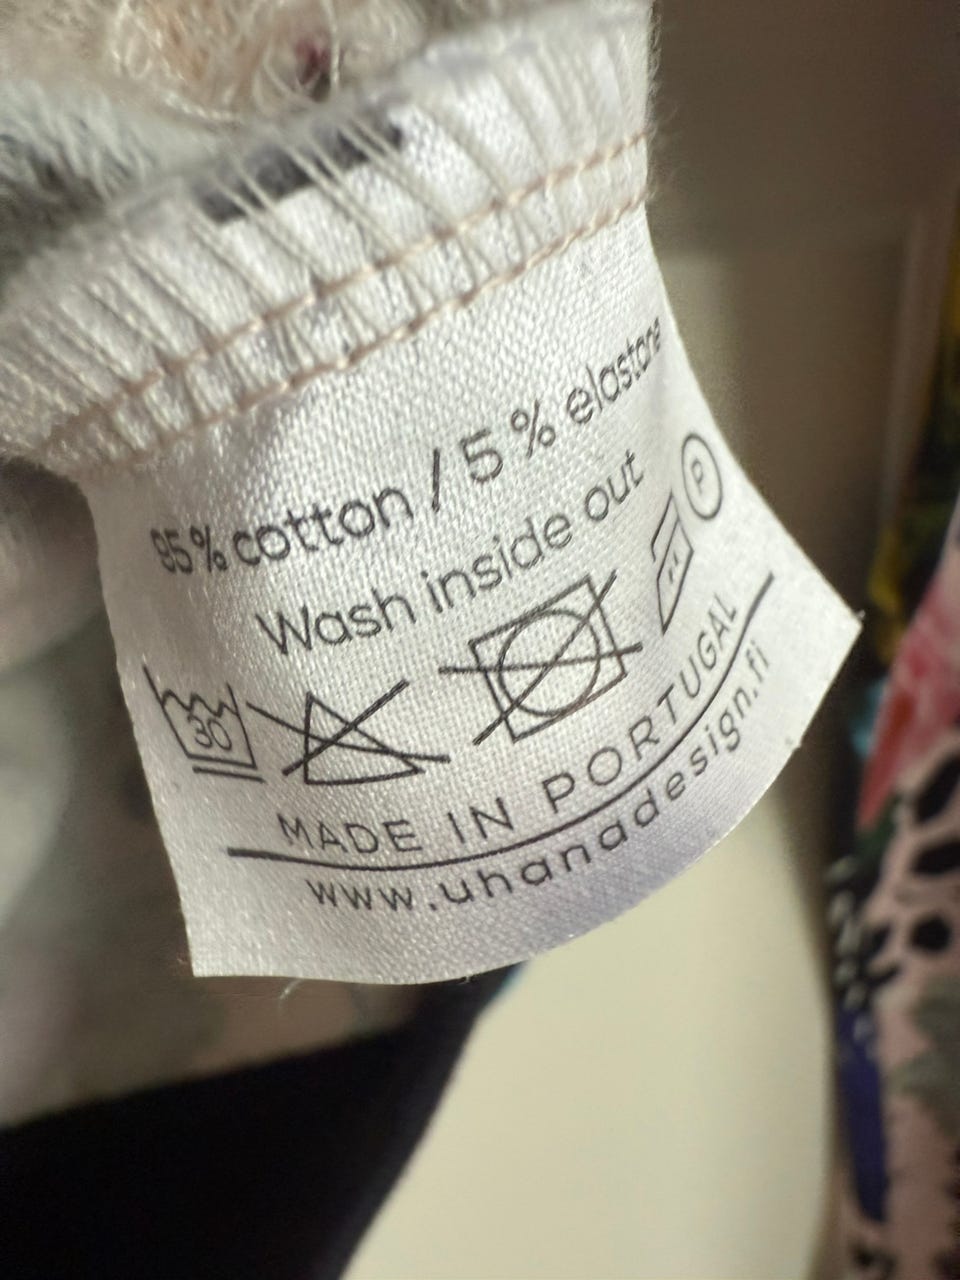 95% cotton / 5% elastane
Wash inside out
30 P
MADE IN PORTUGAL
www.uhanadesign.fi